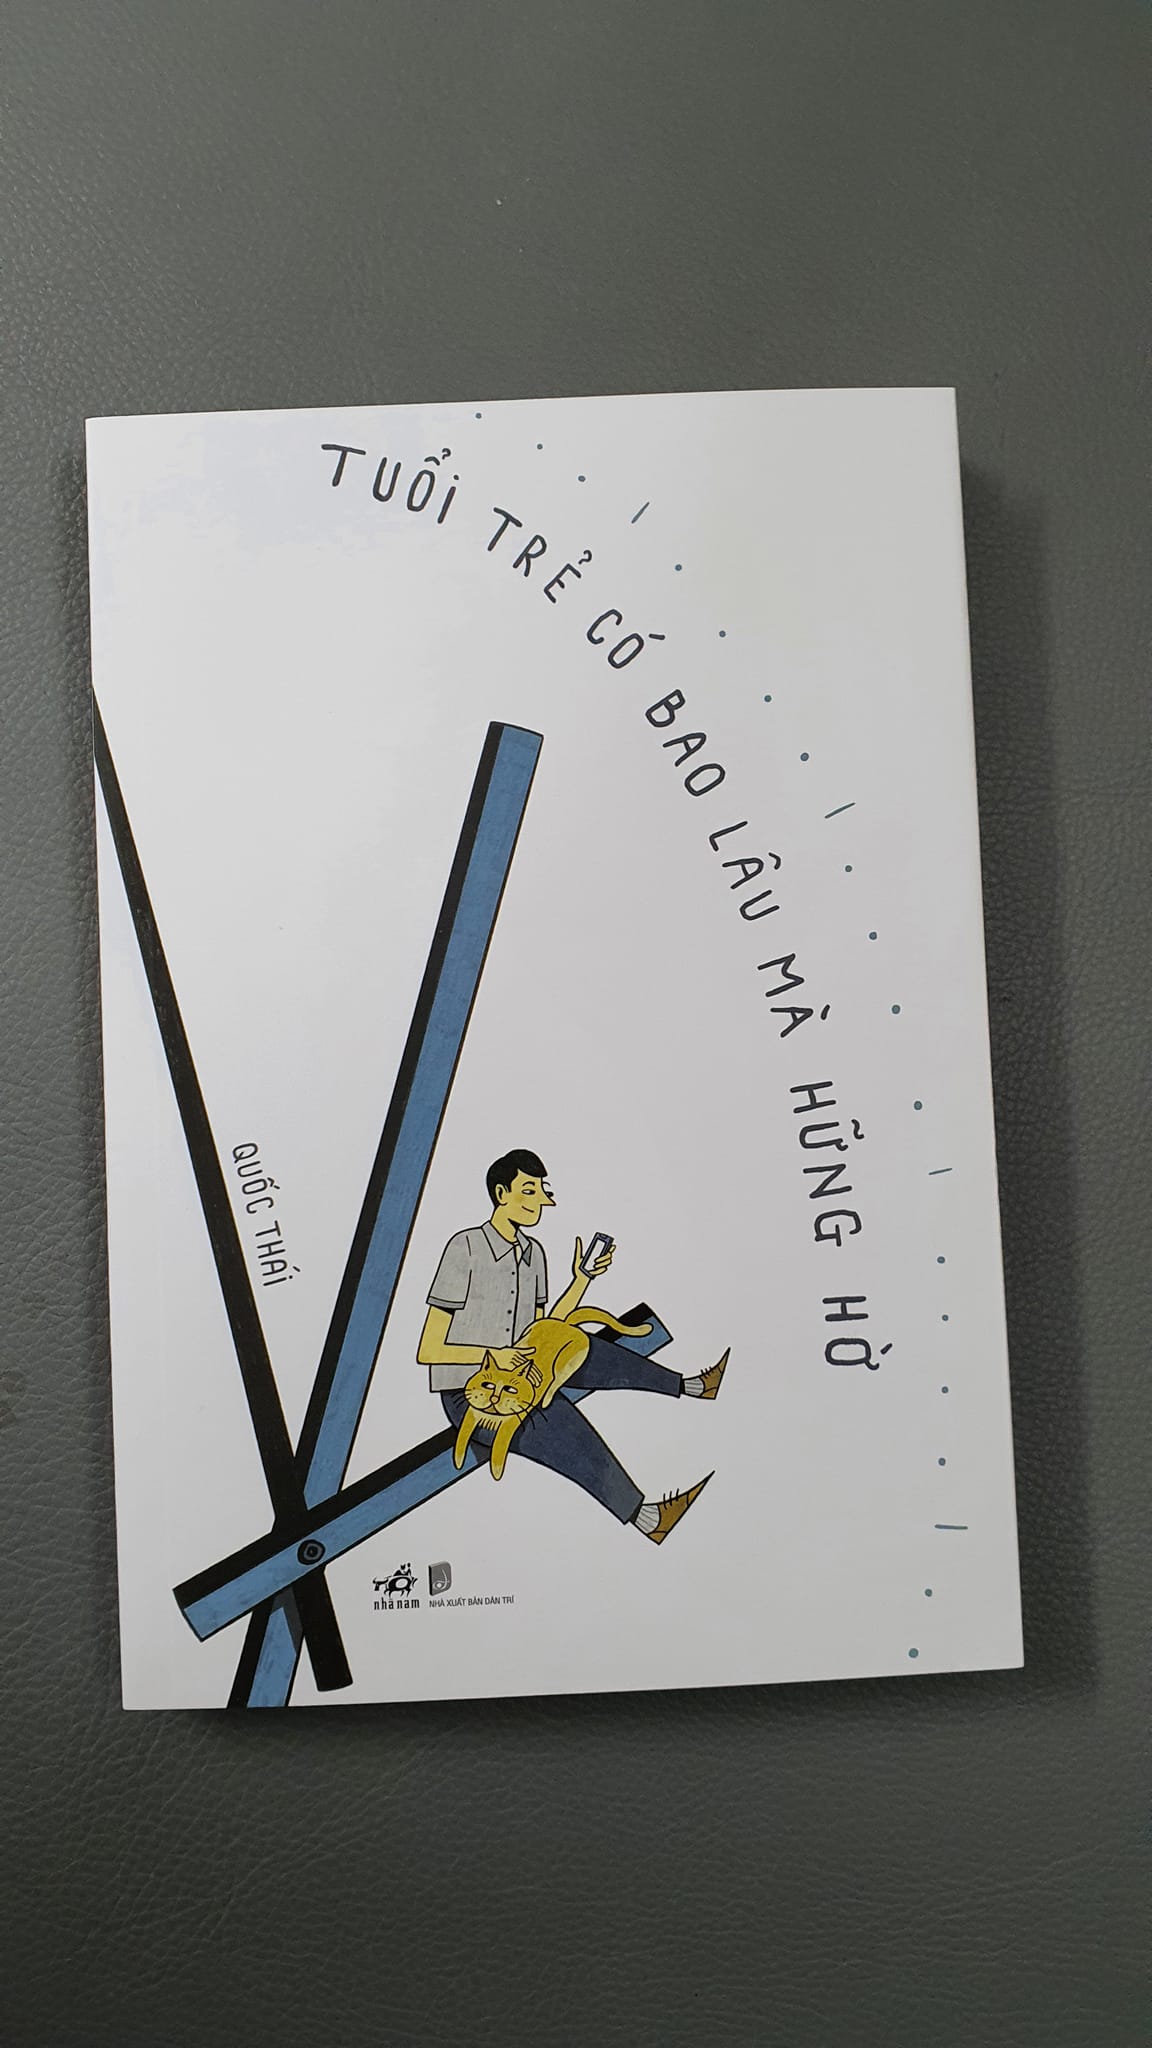 TUỔI TRẺ CÓ BAO LÂU MÀ HỮNG HỜ
QUỐC THÁI
nhã nam
NHÀ XUẤT BẢN DÂN TRÍ